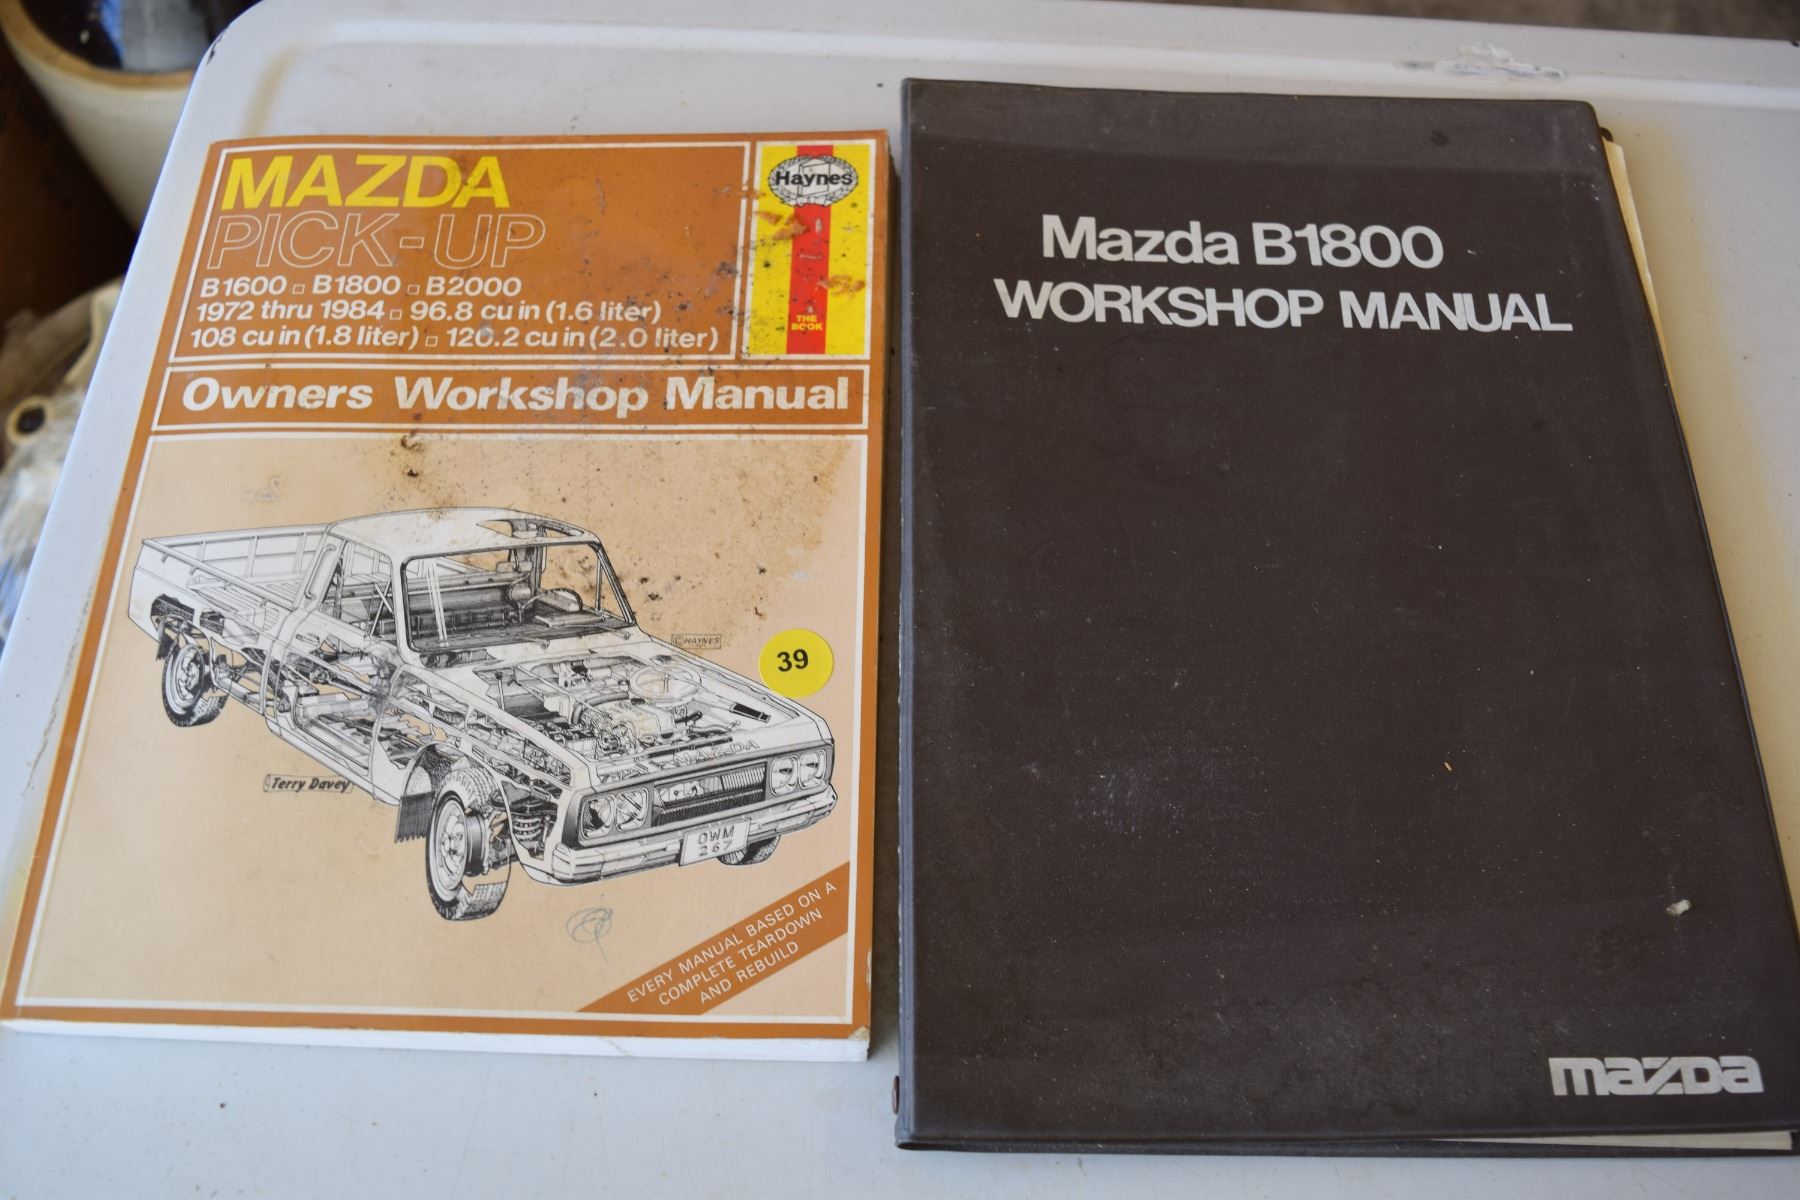 MAZDA
PICK-UP
B1600 ▫ B1800 ▫ B2000
1972 thru 1984 ▫ 96.8 cu in (1.6 liter)
108 cu in (1.8 liter) ▫ 120.2 cu in (2.0 liter)
Haynes
®
THE
BOOK
Owners Workshop Manual
© HAYNES
39
MAZDA
Terry Davey
OWM
267
EVERY MANUAL BASED ON A
COMPLETE TEARDOWN
AND REBUILD
Mazda B1800
WORKSHOP MANUAL
mazda